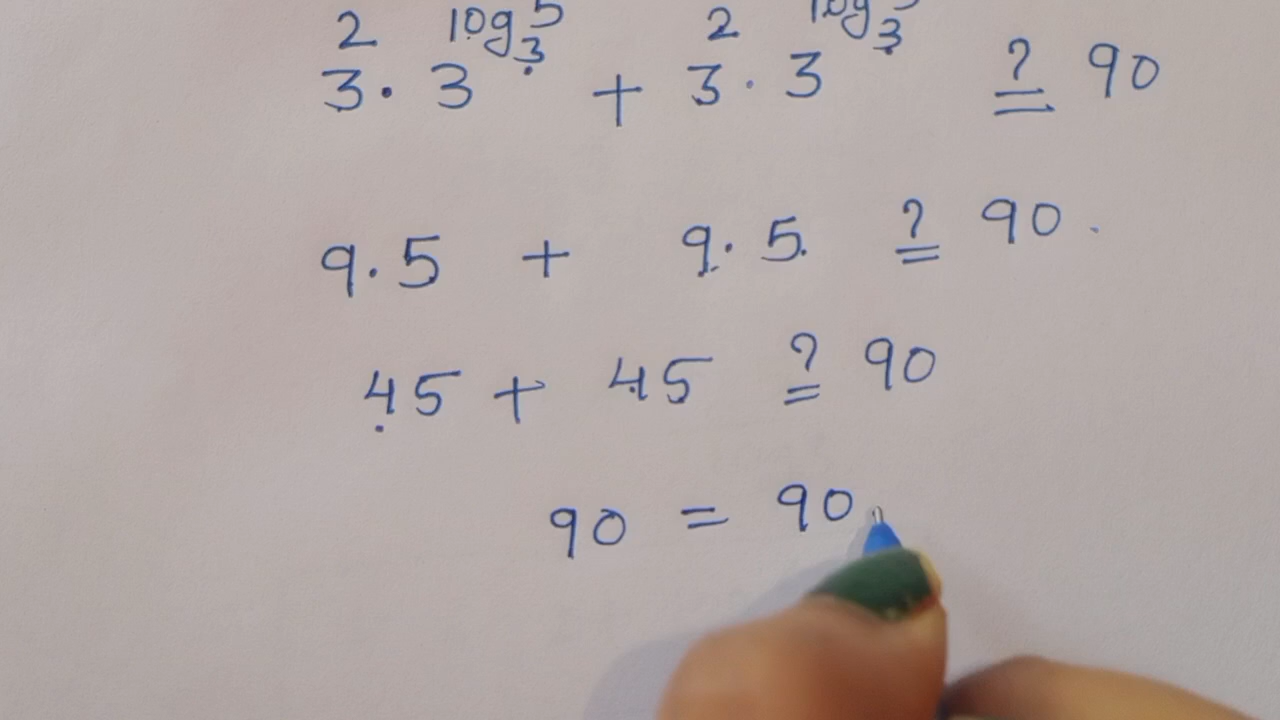 3² · 3^(log₃5) + 3² · 3^(log₃5) ≟ 90
9 · 5 + 9 · 5 ≟ 90.
45 + 45 ≟ 90
90 = 90